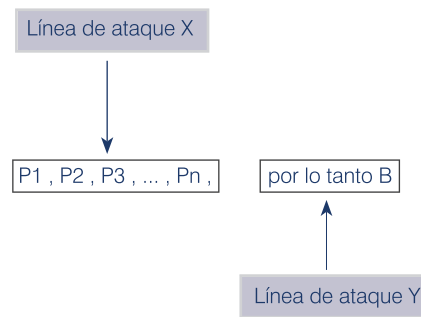 Línea de ataque X
P1 , P2 , P3 , ... , Pn , por lo tanto B
Línea de ataque Y